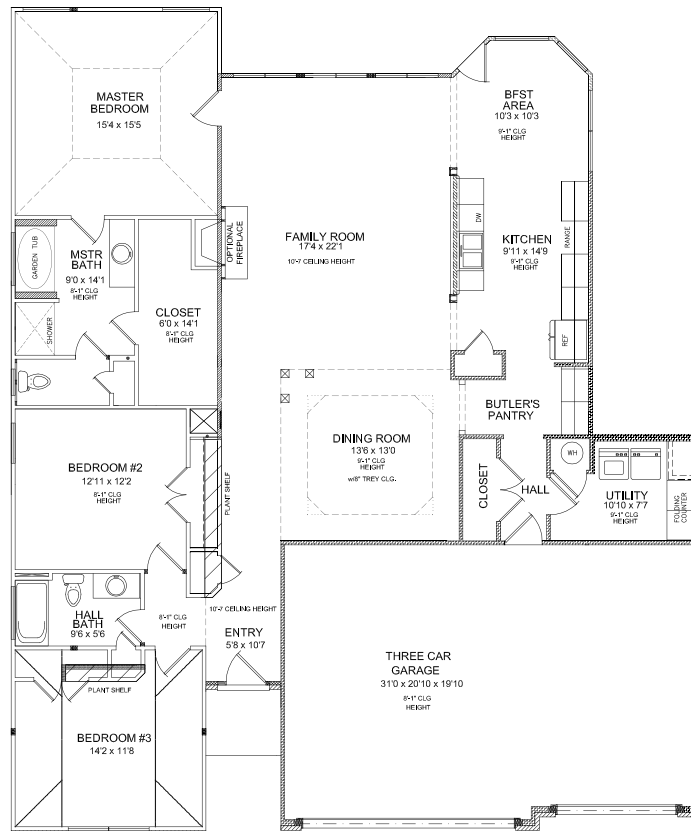 MASTER
BEDROOM
15'4 x 15'5
BFST
AREA
10'3 x 10'3
9'-1" CLG
HEIGHT
DW
RANGE
KITCHEN
9'11 x 14'9
9'-1" CLG
HEIGHT
REF
FAMILY ROOM
17'4 x 22'1
10'-7 CEILING HEIGHT
OPTIONAL
FIREPLACE
GARDEN TUB
MSTR
BATH
9'0 x 14'1
8'-1" CLG
HEIGHT
SHOWER
CLOSET
6'0 x 14'1
8'-1" CLG
HEIGHT
BUTLER'S
PANTRY
DINING ROOM
13'6 x 13'0
9'-1" CLG
HEIGHT
w/8" TREY CLG.
BEDROOM #2
12'11 x 12'2
8'-1" CLG
HEIGHT
PLANT SHELF
CLOSET
HALL
WH
UTILITY
10'10 x 7'7
9'-1" CLG
HEIGHT
FOLDING
COUNTER
HALL
BATH
9'6 x 5'6
8'-1" CLG
HEIGHT
10'-7 CEILING HEIGHT
ENTRY
5'8 x 10'7
THREE CAR
GARAGE
31'0 x 20'10 x 19'10
8'-1" CLG
HEIGHT
PLANT SHELF
BEDROOM #3
14'2 x 11'8